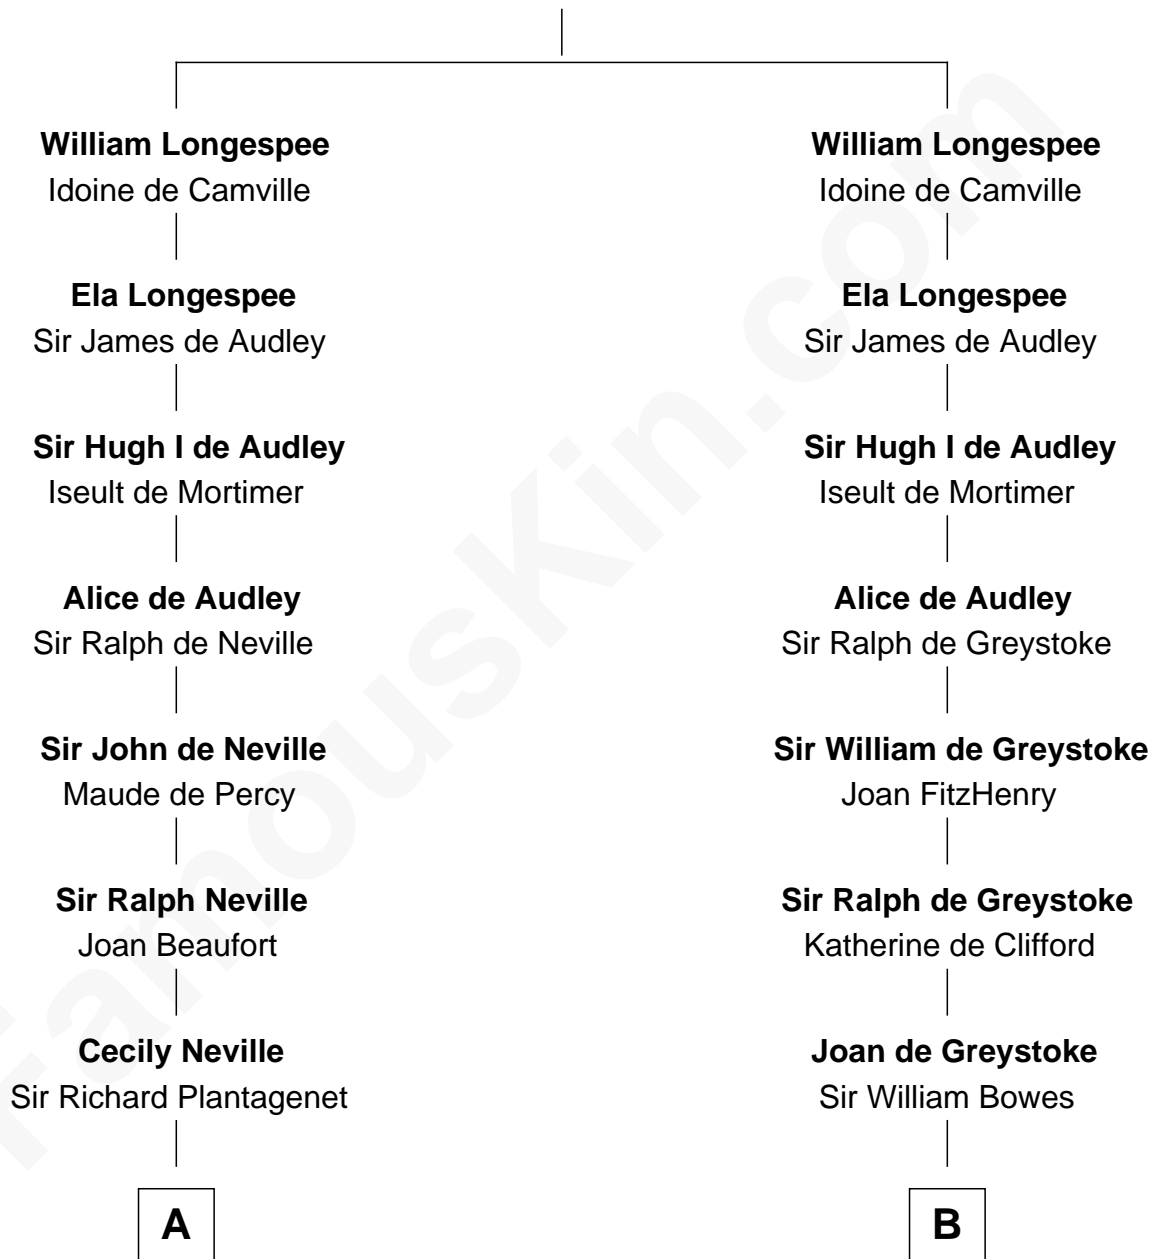 William Longespee
Idoine de Camville
Ela Longespee
Sir James de Audley
Sir Hugh I de Audley
Iseult de Mortimer
Alice de Audley
Sir Ralph de Neville
Sir John de Neville
Maude de Percy
Sir Ralph Neville
Joan Beaufort
Cecily Neville
Sir Richard Plantagenet
A
William Longespee
Idoine de Camville
Ela Longespee
Sir James de Audley
Sir Hugh I de Audley
Iseult de Mortimer
Alice de Audley
Sir Ralph de Greystoke
Sir William de Greystoke
Joan FitzHenry
Sir Ralph de Greystoke
Katherine de Clifford
Joan de Greystoke
Sir William Bowes
B
FamousKin.com